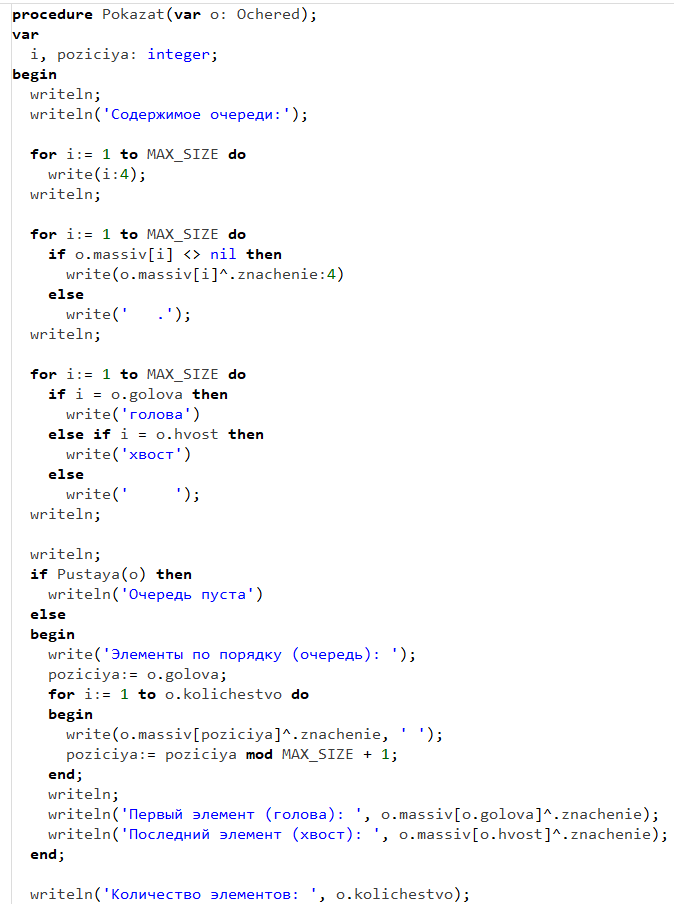 procedure Pokazat(var o: Ochered);
var
  i, poziciya: integer;
begin
  writeln;
  writeln('Содержимое очереди:');

  for i:= 1 to MAX_SIZE do
    write(i:4);
  writeln;

  for i:= 1 to MAX_SIZE do
    if o.massiv[i] <> nil then
      write(o.massiv[i]^.znachenie:4)
    else
      write('   .');
  writeln;

  for i:= 1 to MAX_SIZE do
    if i = o.golova then
      write('голова')
    else if i = o.hvost then
      write('хвост')
    else
      write('     ');
  writeln;

  writeln;
  if Pustaya(o) then
    writeln('Очередь пуста')
  else
  begin
    write('Элементы по порядку (очередь): ');
    poziciya:= o.golova;
    for i:= 1 to o.kolichestvo do
    begin
      write(o.massiv[poziciya]^.znachenie, ' ');
      poziciya:= poziciya mod MAX_SIZE + 1;
    end;
    writeln;
    writeln('Первый элемент (голова): ', o.massiv[o.golova]^.znachenie);
    writeln('Последний элемент (хвост): ', o.massiv[o.hvost]^.znachenie);
  end;

  writeln('Количество элементов: ', o.kolichestvo);